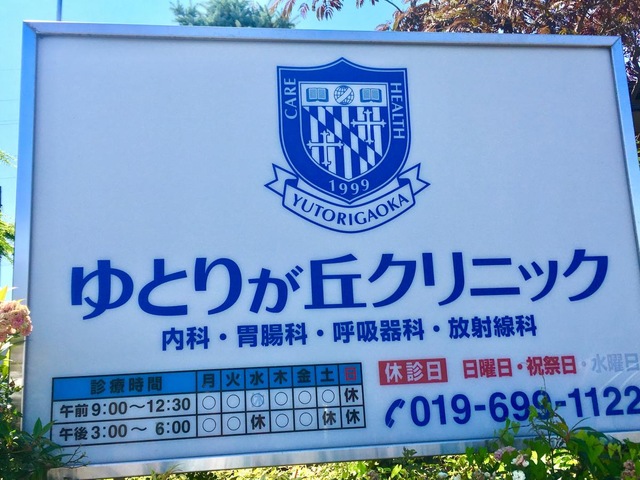 CARE HEALTH
1999
YUTORIGAOKA
ゆとりが丘クリニック
内科・胃腸科・呼吸器科・放射線科
休診日 日曜日・祝祭日・水曜日
019-699-1122
診療時間 月 火 水 木 金 土 日
午前 9:00～12:30 ○ ○ ○ ○ ○ ○ 休
午後 3:00～ 6:00 ○ ○ 休 ○ ○ 休 休